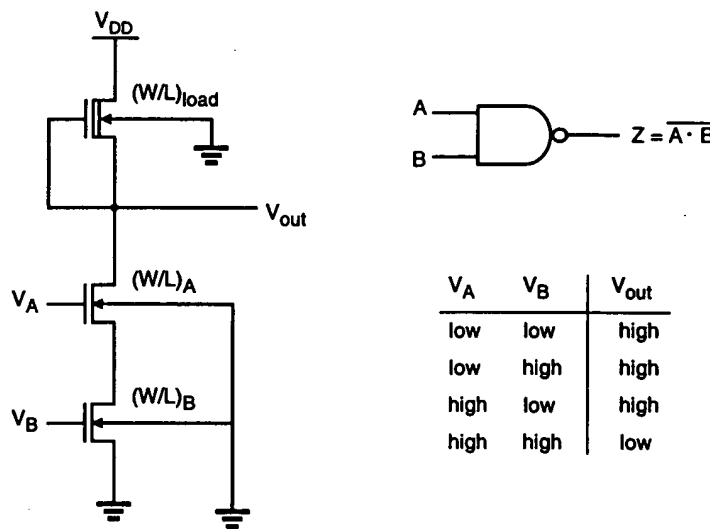 V_DD
(W/L)_load
V_out
(W/L)_A
V_A
(W/L)_B
V_B
A
B
Z = \overline{A · B}
V_A V_B V_out
low low high
low high high
high low high
high high low